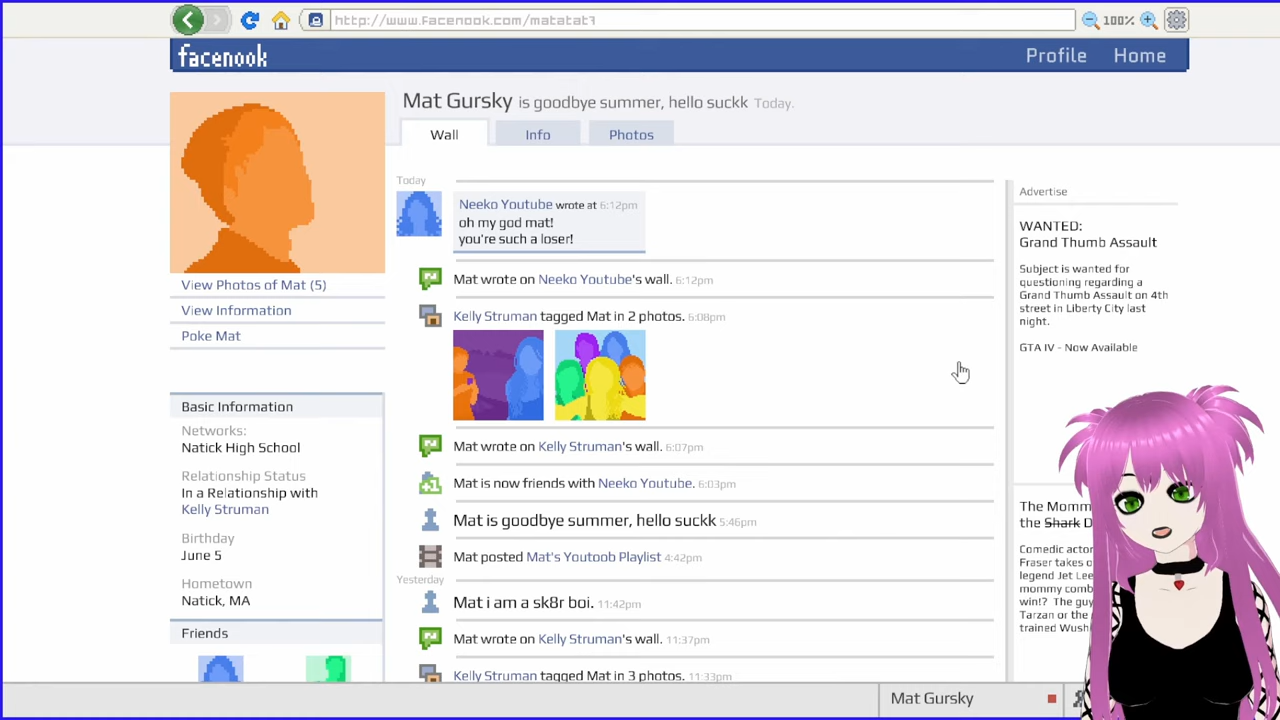 http://www.facenook.com/matatat7
100%
facenook
Profile Home
Mat Gursky is goodbye summer, hello suckk Today.
Wall Info Photos
View Photos of Mat (5)
View Information
Poke Mat
Basic Information
Networks:
Natick High School
Relationship Status
In a Relationship with
Kelly Struman
Birthday
June 5
Hometown
Natick, MA
Friends
Today
Neeko Youtube wrote at 6:12pm
oh my god mat!
you're such a loser!
Mat wrote on Neeko Youtube's wall. 6:12pm
Kelly Struman tagged Mat in 2 photos. 6:08pm
Mat wrote on Kelly Struman's wall. 6:07pm
+1
Mat is now friends with Neeko Youtube. 6:03pm
Mat is goodbye summer, hello suckk 5:46pm
Mat posted Mat's Youtoob Playlist 4:42pm
Yesterday
Mat i am a sk8r boi. 11:42pm
Mat wrote on Kelly Struman's wall. 11:37pm
Kelly Struman tagged Mat in 3 photos. 11:33pm
Advertise
WANTED:
Grand Thumb Assault
Subject is wanted for
questioning regarding a
Grand Thumb Assault on 4th
street in Liberty City last
night.
GTA IV - Now Available
The Momm
the Shark D
Comedic actor
Fraser takes o
legend Jet Lee
mommy comb
win!? The guy
Tarzan or the
trained Wush
Mat Gursky